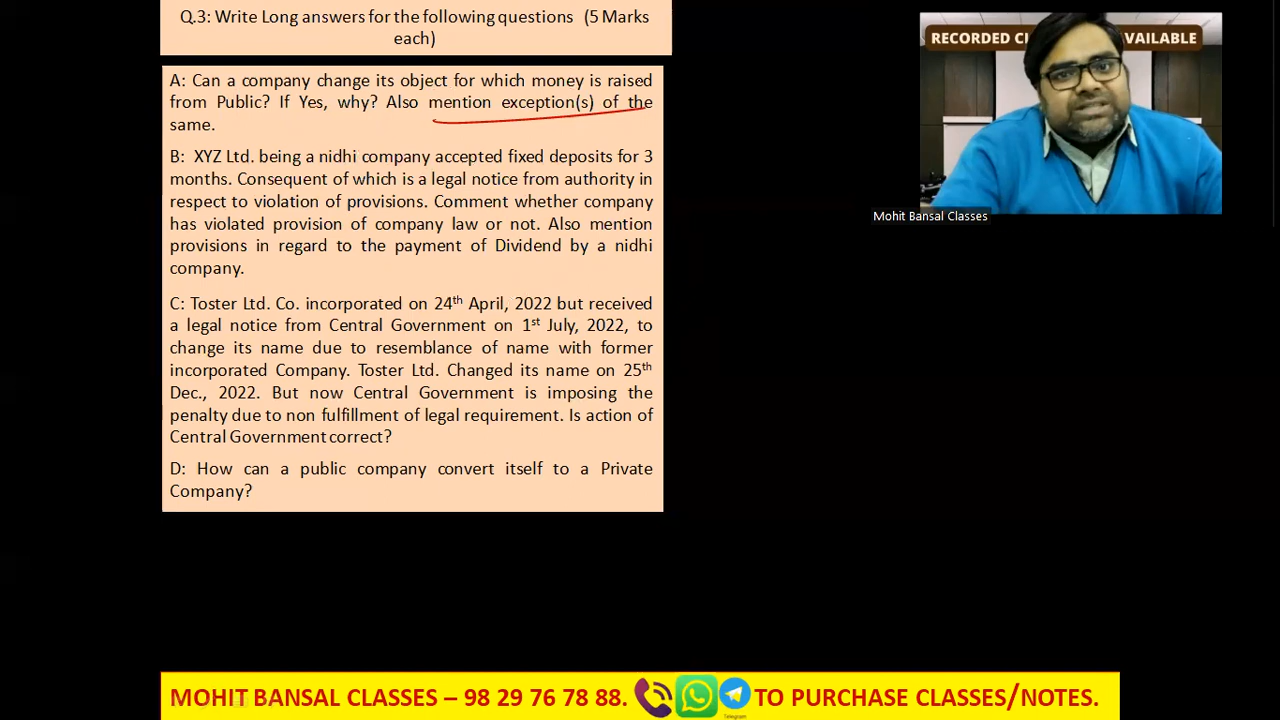 Q.3: Write Long answers for the following questions (5 Marks
each)
A: Can a company change its object for which money is raised
from Public? If Yes, why? Also mention exception(s) of the
same.
B: XYZ Ltd. being a nidhi company accepted fixed deposits for 3
months. Consequent of which is a legal notice from authority in
respect to violation of provisions. Comment whether company
has violated provision of company law or not. Also mention
provisions in regard to the payment of Dividend by a nidhi
company.
C: Toster Ltd. Co. incorporated on 24th April, 2022 but received
a legal notice from Central Government on 1st July, 2022, to
change its name due to resemblance of name with former
incorporated Company. Toster Ltd. Changed its name on 25th
Dec., 2022. But now Central Government is imposing the
penalty due to non fulfillment of legal requirement. Is action of
Central Government correct?
D: How can a public company convert itself to a Private
Company?
RECORDED CL VAILABLE
Mohit Bansal Classes
MOHIT BANSAL CLASSES – 98 29 76 78 88. TO PURCHASE CLASSES/NOTES.
Telegram